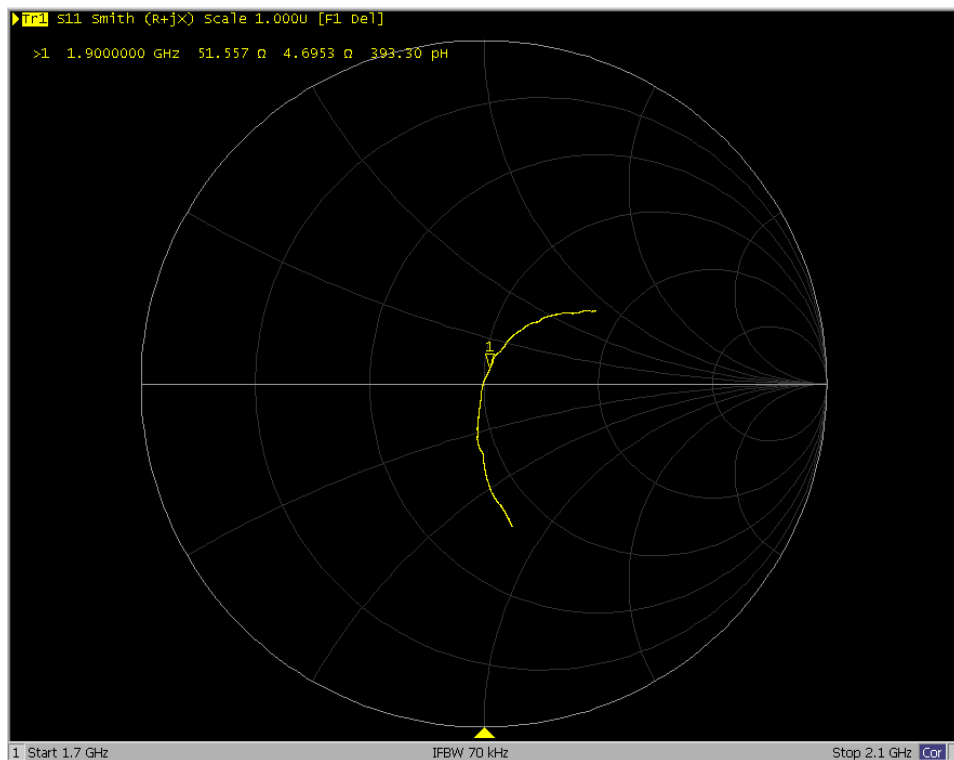 Tr1 S11 Smith (R+jX) Scale 1.000U [F1 Del]
>1 1.9000000 GHz 51.557 Ω 4.6953 Ω 393.30 pH
1
1 Start 1.7 GHz IFBW 70 kHz Stop 2.1 GHz Cor